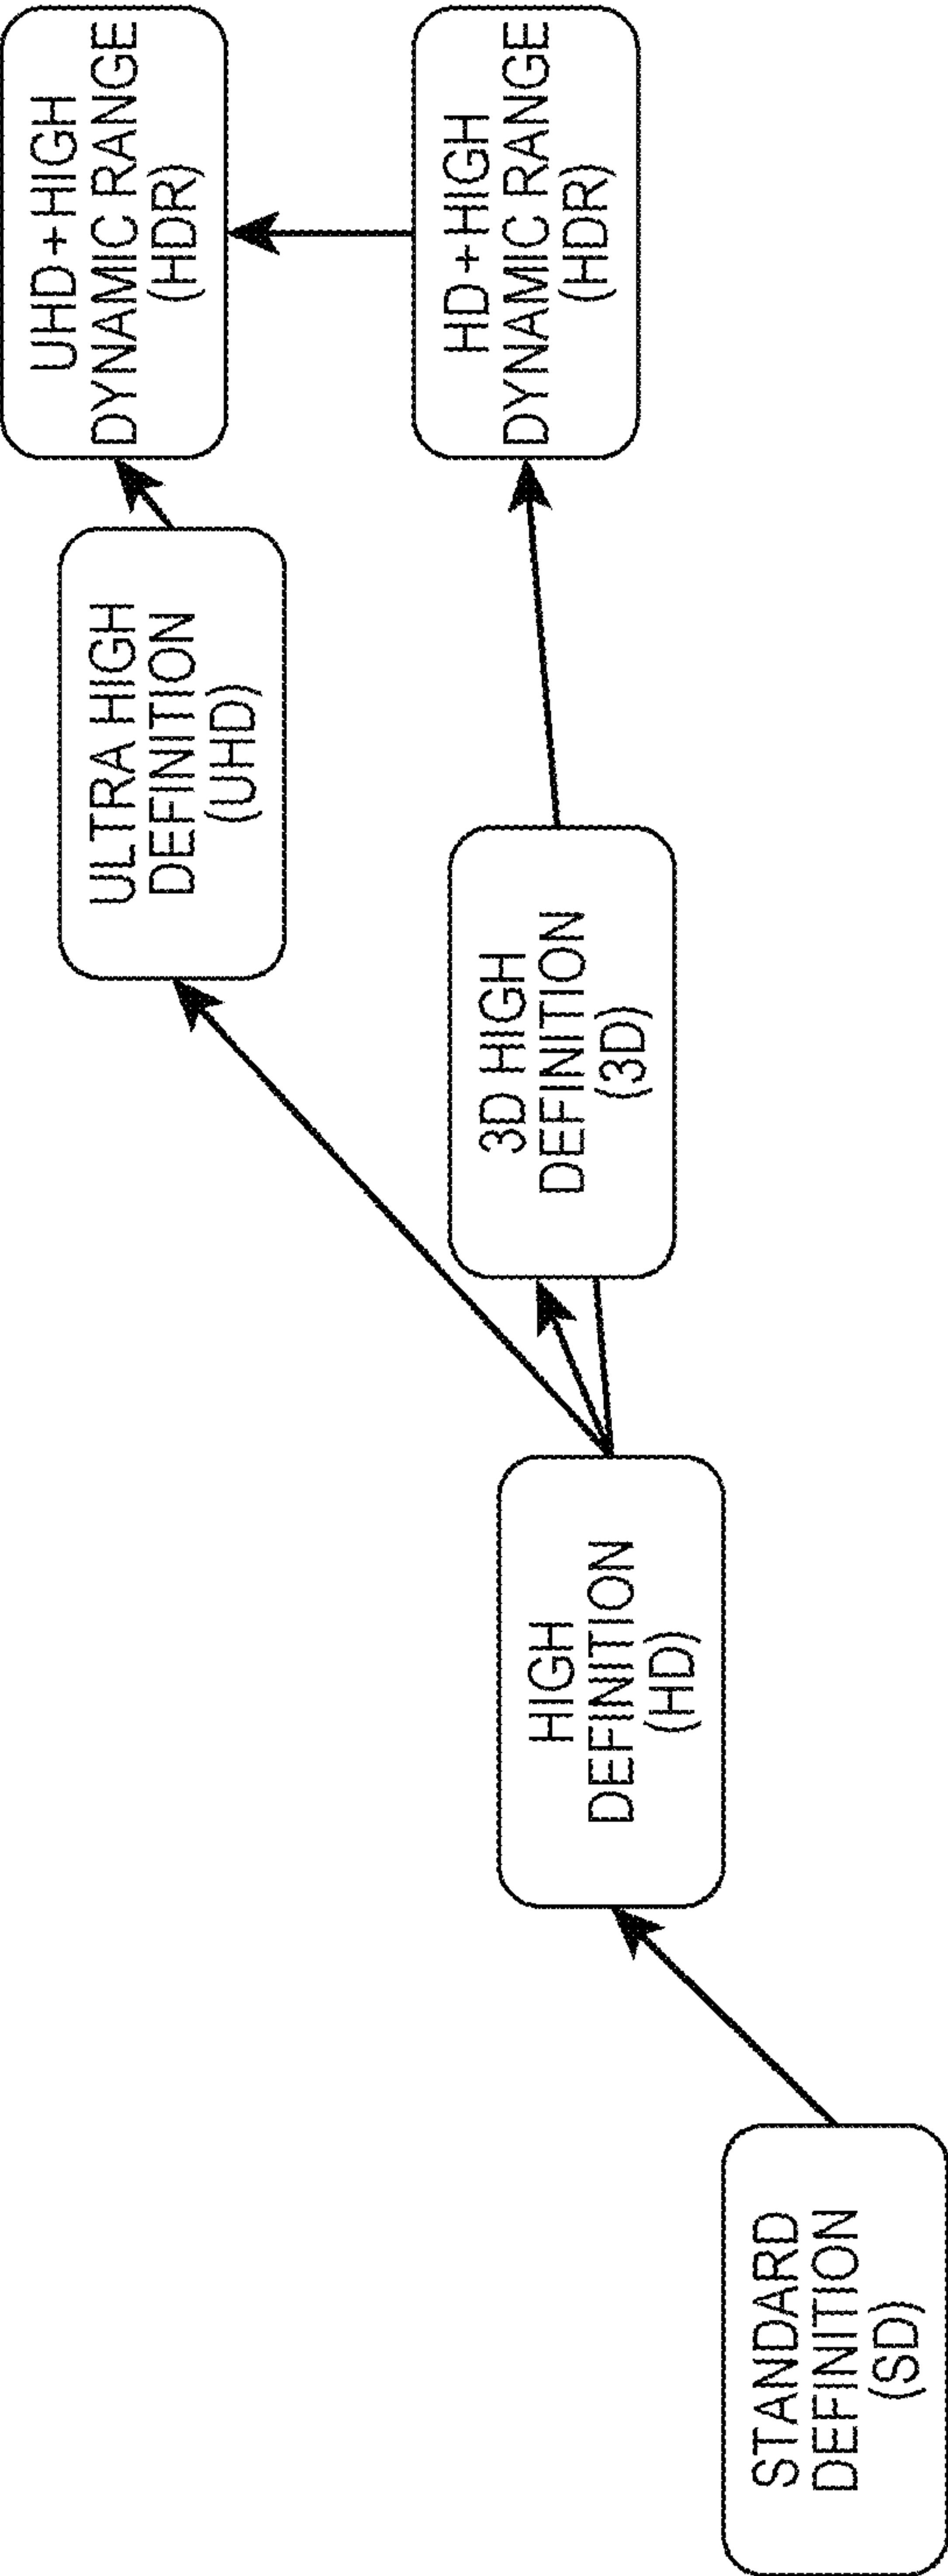 STANDARD
DEFINITION
(SD)
HIGH
DEFINITION
(HD)
3D HIGH
DEFINITION
(3D)
ULTRA HIGH
DEFINITION
(UHD)
UHD+HIGH
DYNAMIC RANGE
(HDR)
HD+HIGH
DYNAMIC RANGE
(HDR)